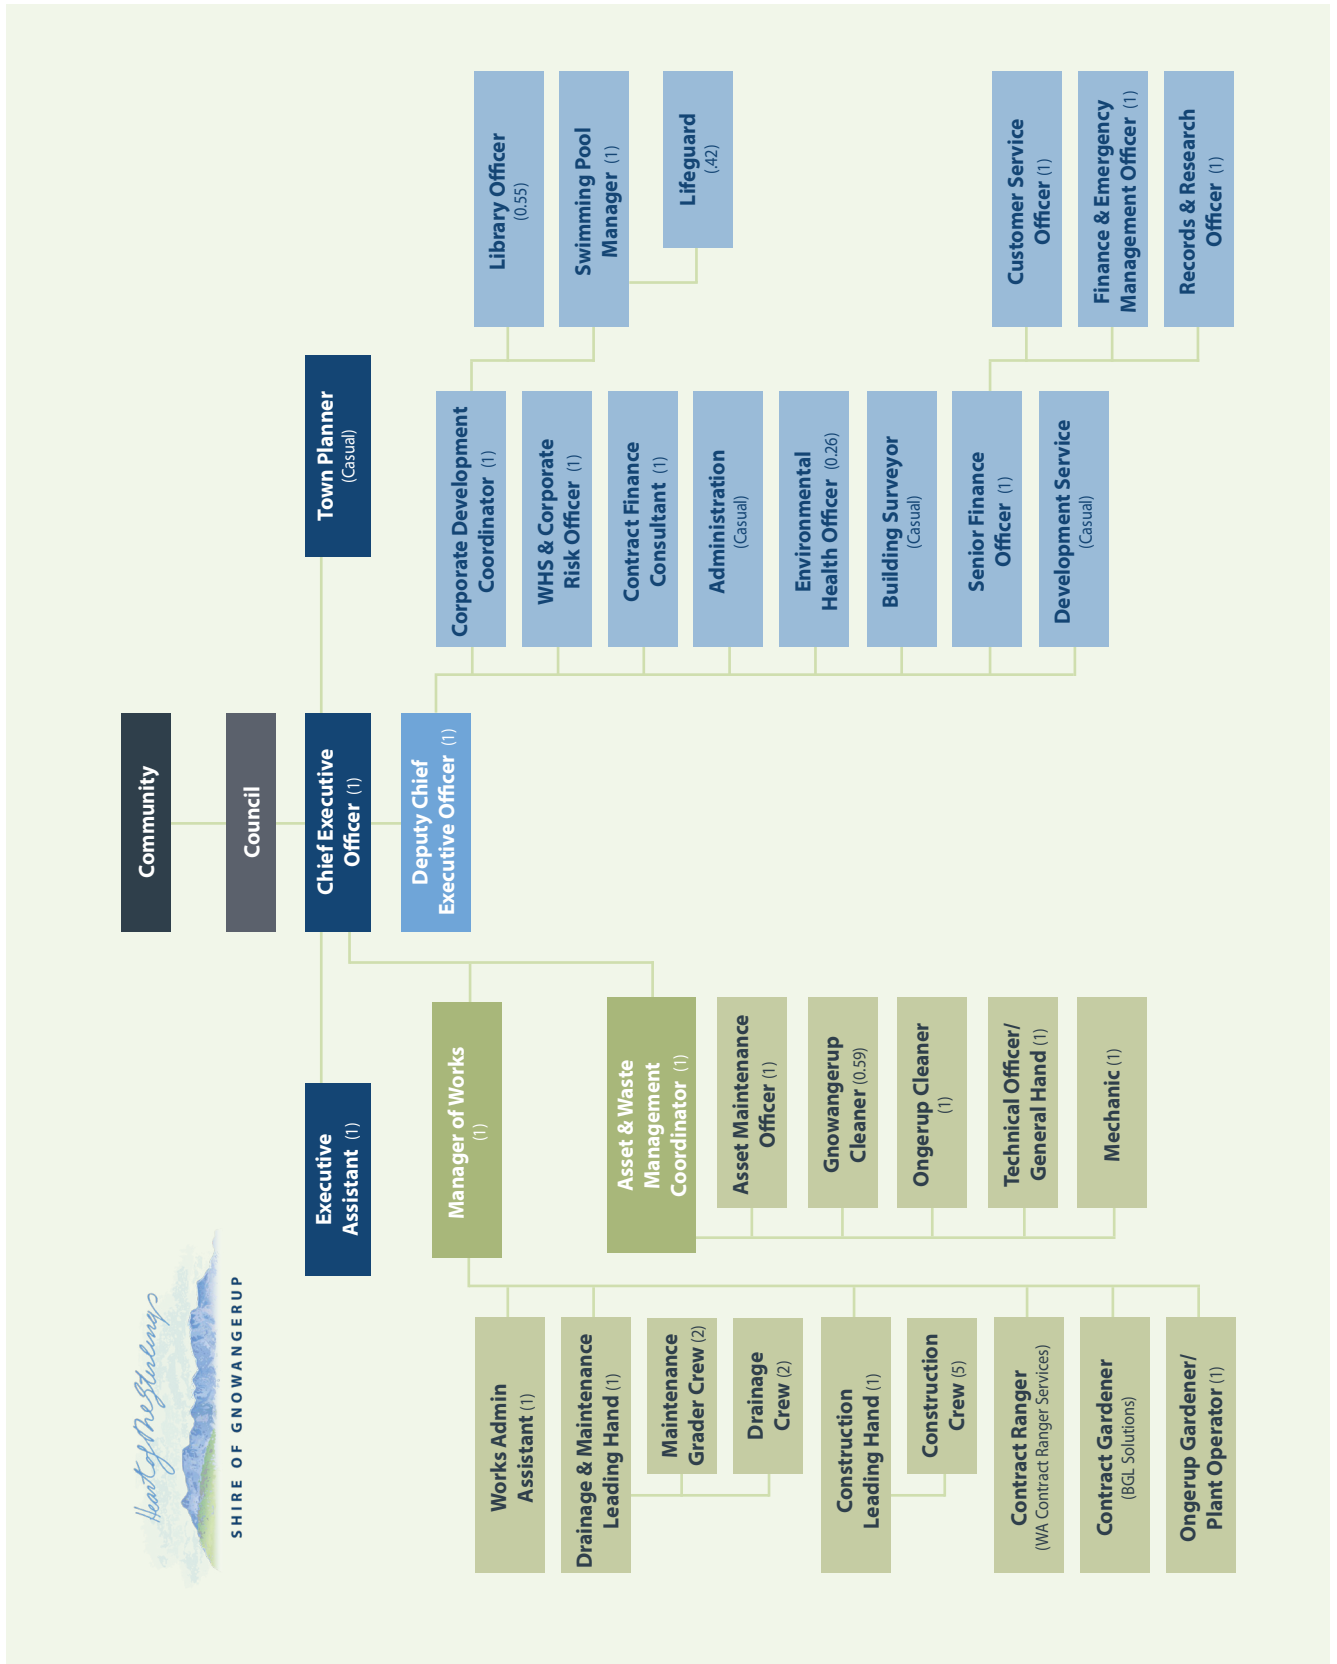 Heart of the Stirlings
SHIRE OF GNOWANGERUP
Community
Council
Chief Executive
Officer (1)
Executive
Assistant (1)
Town Planner
(Casual)
Deputy Chief
Executive Officer (1)
Manager of Works
(1)
Works Admin
Assistant (1)
Drainage & Maintenance
Leading Hand (1)
Maintenance
Grader Crew (2)
Drainage
Crew (2)
Construction
Leading Hand (1)
Construction
Crew (5)
Contract Ranger
(WA Contract Ranger Services)
Contract Gardener
(BGL Solutions)
Ongerup Gardener/
Plant Operator (1)
Asset & Waste
Management
Coordinator (1)
Asset Maintenance
Officer (1)
Gnowangerup
Cleaner (0.59)
Ongerup Cleaner
(1)
Technical Officer/
General Hand (1)
Mechanic (1)
Corporate Development
Coordinator (1)
WHS & Corporate
Risk Officer (1)
Contract Finance
Consultant (1)
Administration
(Casual)
Environmental
Health Officer (0.26)
Building Surveyor
(Casual)
Senior Finance
Officer (1)
Development Service
(Casual)
Library Officer
(0.55)
Swimming Pool
Manager (1)
Lifeguard
(.42)
Customer Service
Officer (1)
Finance & Emergency
Management Officer (1)
Records & Research
Officer (1)